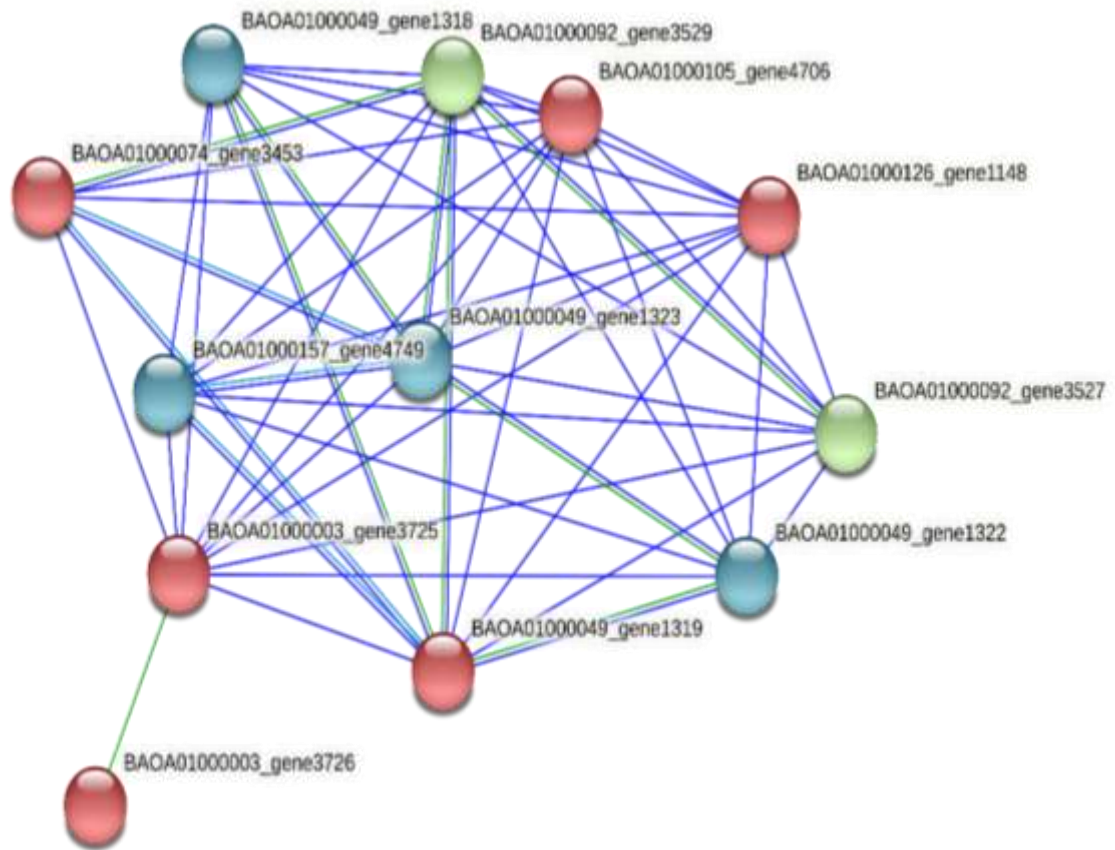 BAOA01000049_gene1318
BAOA01000092_gene3529
BAOA01000105_gene4706
BAOA01000074_gene3453
BAOA01000126_gene1148
BAOA01000049_gene1323
BAOA01000157_gene4749
BAOA01000092_gene3527
BAOA01000003_gene3725
BAOA01000049_gene1322
BAOA01000049_gene1319
BAOA01000003_gene3726